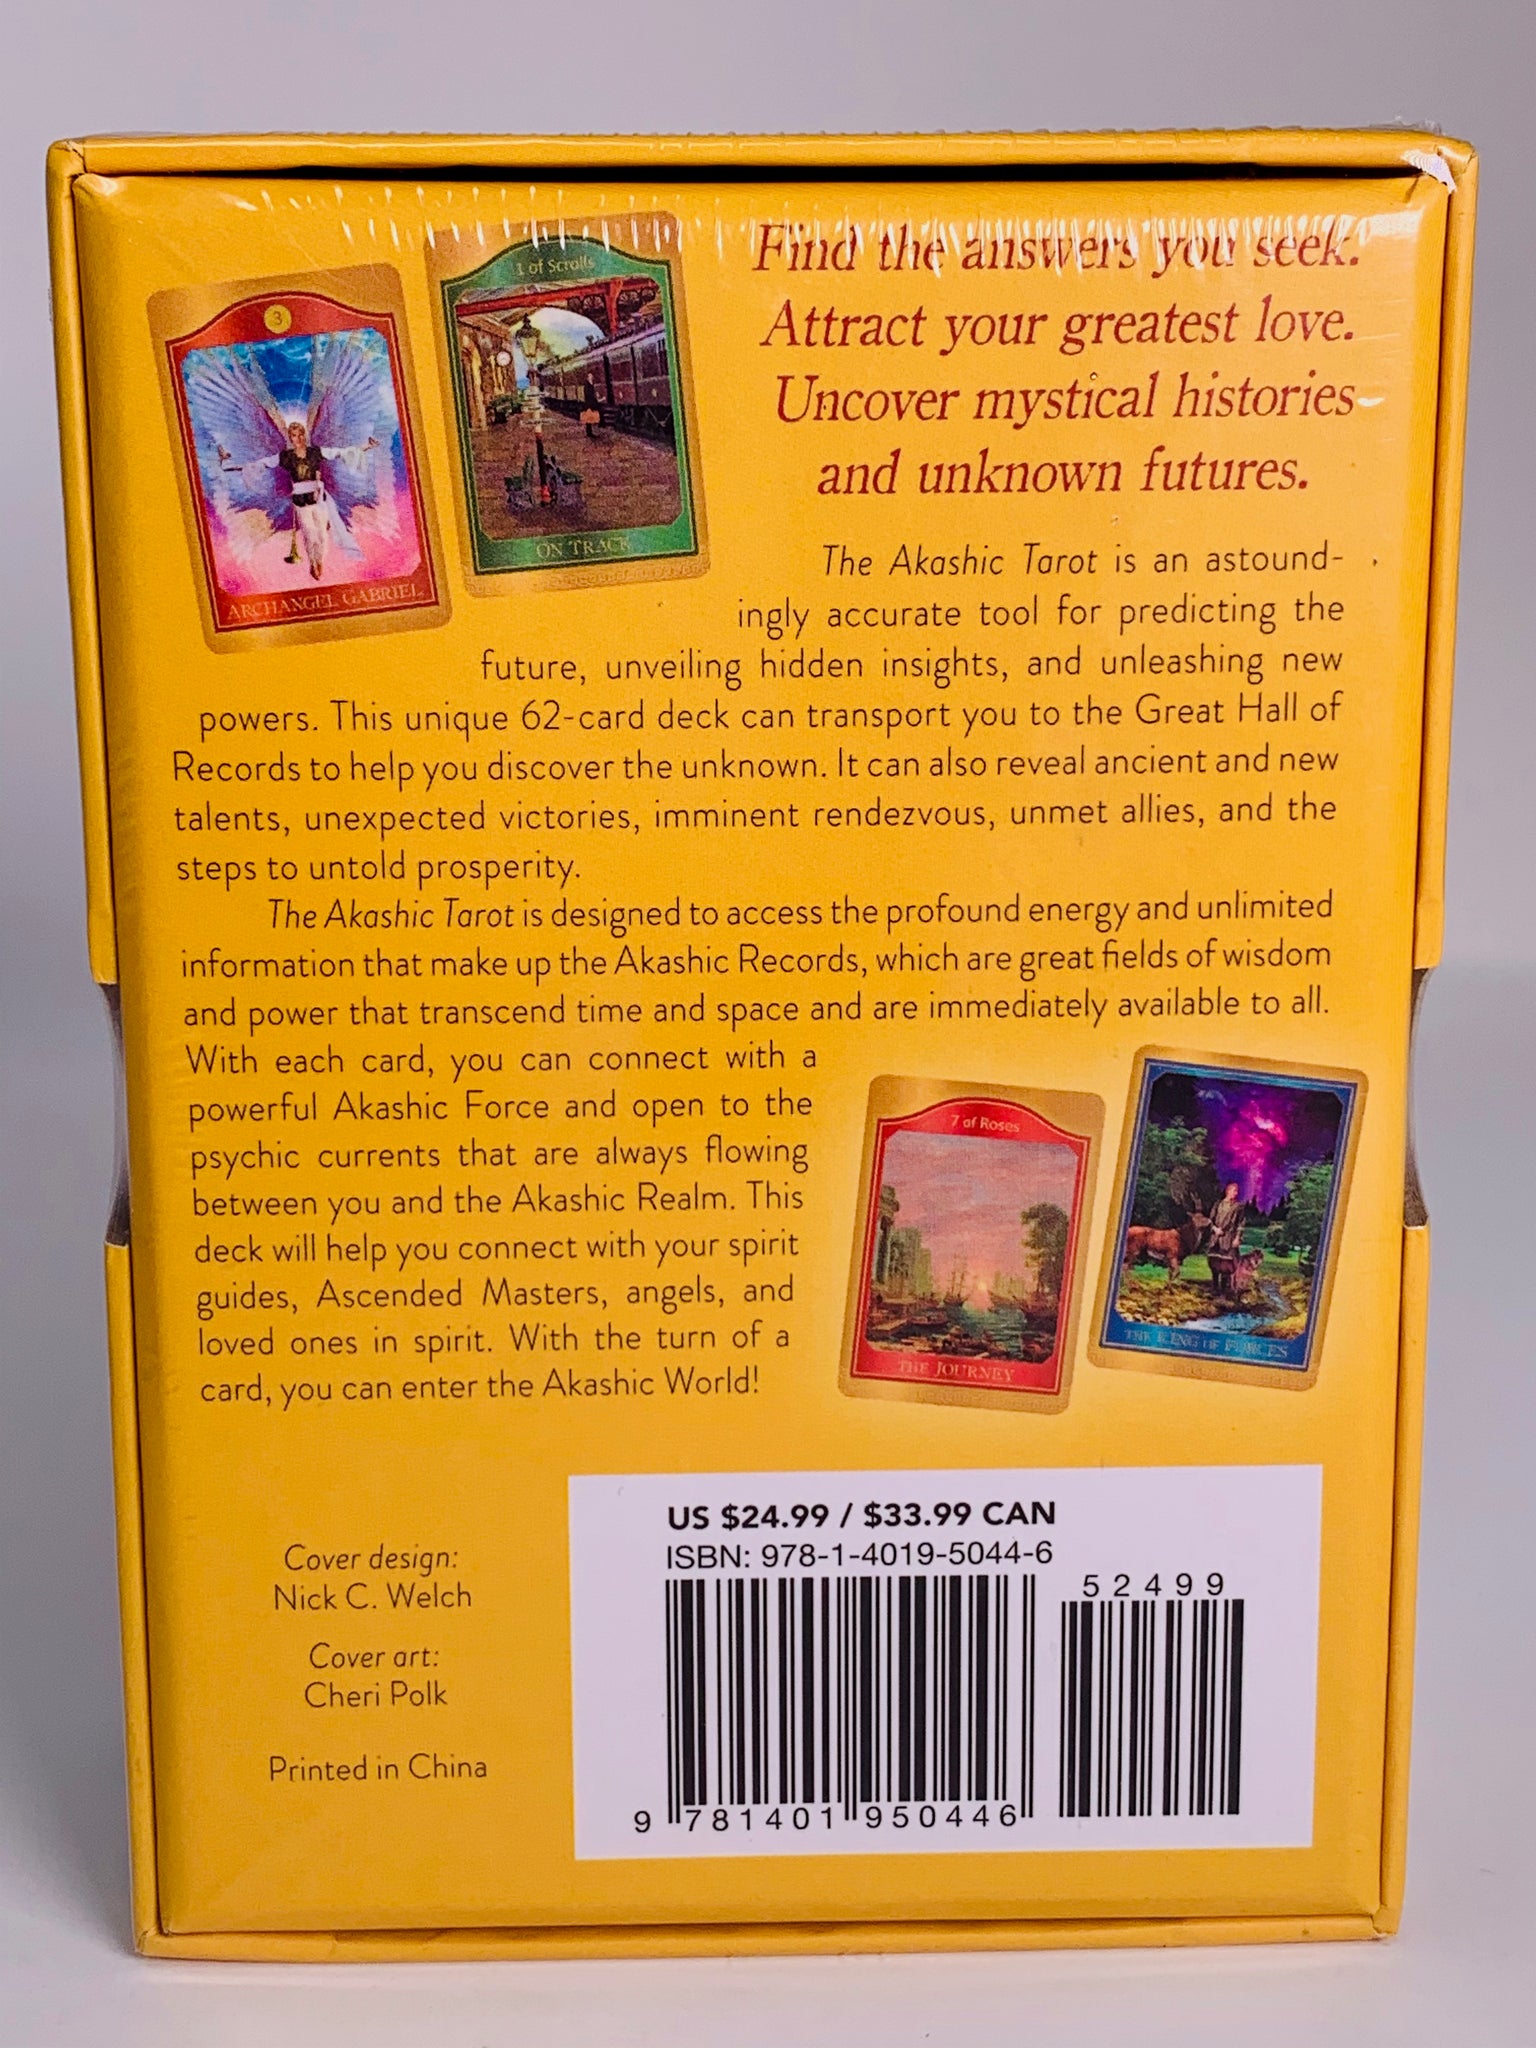 3
ARCHANGEL GABRIEL
1 of Scrolls
ON TRACK
Find the answers you seek.
Attract your greatest love.
Uncover mystical histories
and unknown futures.
The Akashic Tarot is an astound-
ingly accurate tool for predicting the
future, unveiling hidden insights, and unleashing new
powers. This unique 62-card deck can transport you to the Great Hall of
Records to help you discover the unknown. It can also reveal ancient and new
talents, unexpected victories, imminent rendezvous, unmet allies, and the
steps to untold prosperity.
The Akashic Tarot is designed to access the profound energy and unlimited
information that make up the Akashic Records, which are great fields of wisdom
and power that transcend time and space and are immediately available to all.
With each card, you can connect with a
powerful Akashic Force and open to the
psychic currents that are always flowing
between you and the Akashic Realm. This
deck will help you connect with your spirit
guides, Ascended Masters, angels, and
loved ones in spirit. With the turn of a
card, you can enter the Akashic World!
7 of Roses
THE JOURNEY
THE KING OF FORCES
Cover design:
Nick C. Welch
Cover art:
Cheri Polk
Printed in China
US $24.99 / $33.99 CAN
ISBN: 978-1-4019-5044-6
52499
9 781401 950446